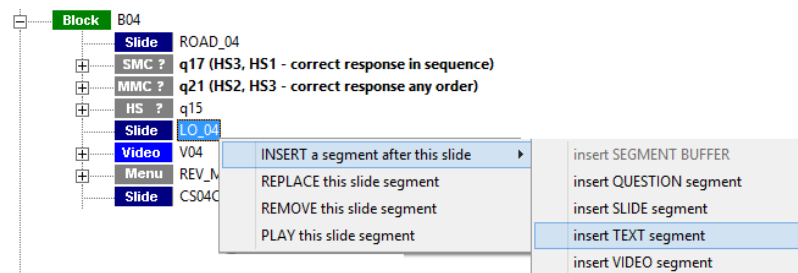 Block B04
Slide ROAD_04
SMC ? q17 (HS3, HS1 - correct response in sequence)
MMC ? q21 (HS2, HS3 - correct response any order)
HS ? q15
Slide LO_04
Video V04
Menu REV_M
Slide CS04C
INSERT a segment after this slide
REPLACE this slide segment
REMOVE this slide segment
PLAY this slide segment
insert SEGMENT BUFFER
insert QUESTION segment
insert SLIDE segment
insert TEXT segment
insert VIDEO segment